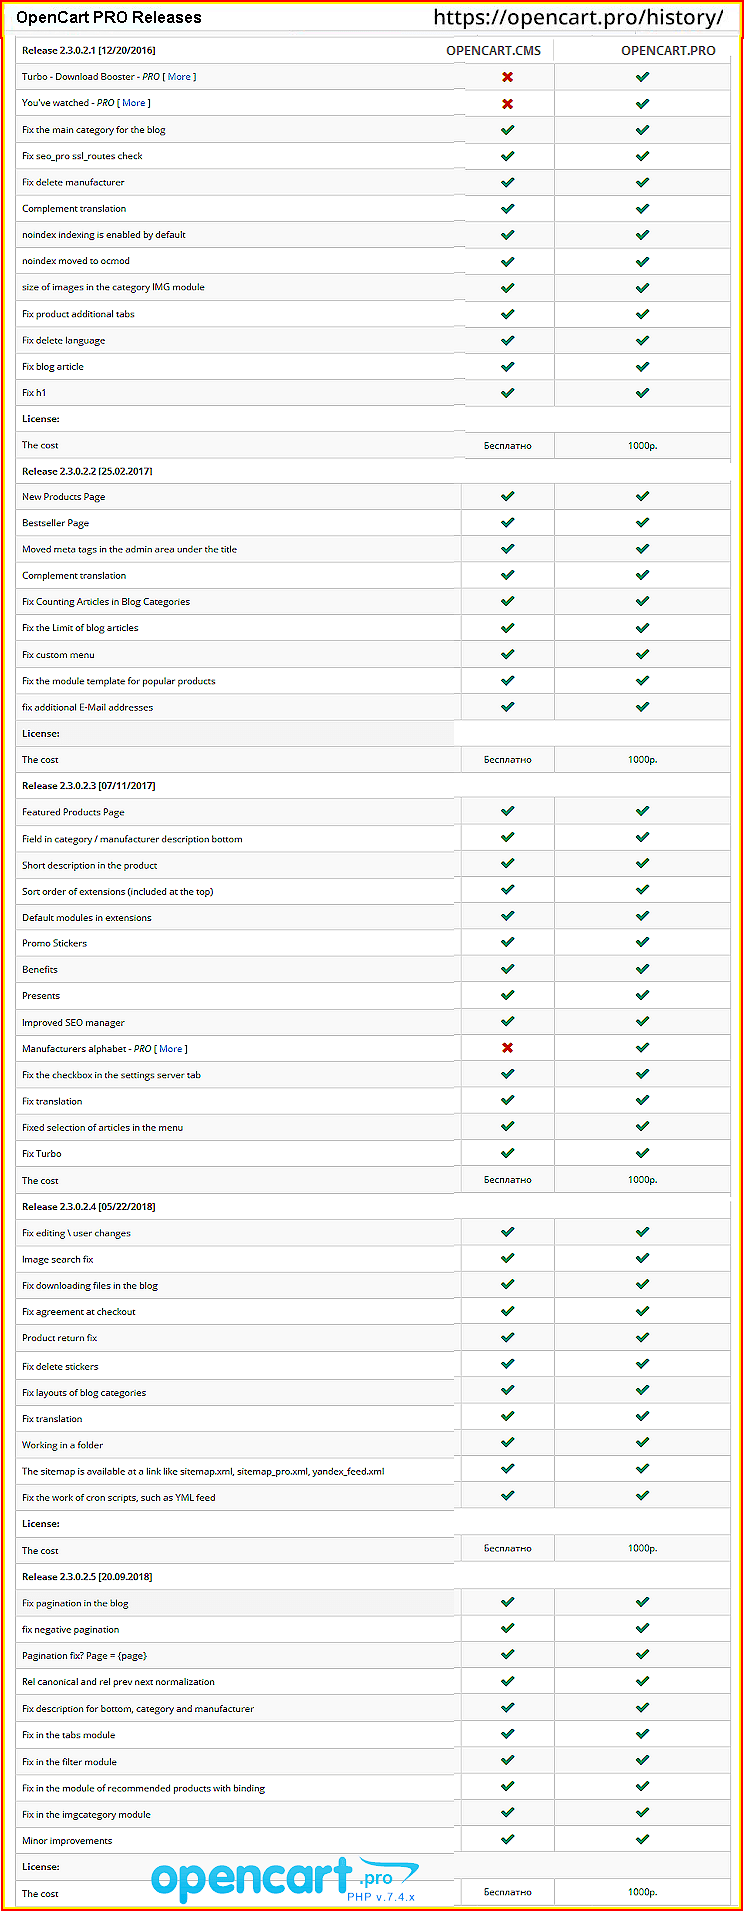 OpenCart PRO Releases https://opencart.pro/history/
Release 2.3.0.2.1 [12/20/2016] OPENCART.CMS OPENCART.PRO
Turbo - Download Booster - PRO [ More ]
You've watched - PRO [ More ]
Fix the main category for the blog
Fix seo_pro ssl_routes check
Fix delete manufacturer
Complement translation
noindex indexing is enabled by default
noindex moved to ocmod
size of images in the category IMG module
Fix product additional tabs
Fix delete language
Fix blog article
Fix h1
License:
The cost Бесплатно 1000р.
Release 2.3.0.2.2 [25.02.2017]
New Products Page
Bestseller Page
Moved meta tags in the admin area under the title
Complement translation
Fix Counting Articles in Blog Categories
Fix the Limit of blog articles
Fix custom menu
Fix the module template for popular products
fix additional E-Mail addresses
License:
The cost Бесплатно 1000р.
Release 2.3.0.2.3 [07/11/2017]
Featured Products Page
Field in category / manufacturer description bottom
Short description in the product
Sort order of extensions (included at the top)
Default modules in extensions
Promo Stickers
Benefits
Presents
Improved SEO manager
Manufacturers alphabet - PRO [ More ]
Fix the checkbox in the settings server tab
Fix translation
Fixed selection of articles in the menu
Fix Turbo
The cost Бесплатно 1000р.
Release 2.3.0.2.4 [05/22/2018]
Fix editing \ user changes
Image search fix
Fix downloading files in the blog
Fix agreement at checkout
Product return fix
Fix delete stickers
Fix layouts of blog categories
Fix translation
Working in a folder
The sitemap is available at a link like sitemap.xml, sitemap_pro.xml, yandex_feed.xml
Fix the work of cron scripts, such as YML feed
License:
The cost Бесплатно 1000р.
Release 2.3.0.2.5 [20.09.2018]
Fix pagination in the blog
fix negative pagination
Pagination fix? Page = {page}
Rel canonical and rel prev next normalization
Fix description for bottom, category and manufacturer
Fix in the tabs module
Fix in the filter module
Fix in the module of recommended products with binding
Fix in the imgcategory module
Minor improvements
License:
opencart.pro
PHP v.7.4.x
The cost Бесплатно 1000р.